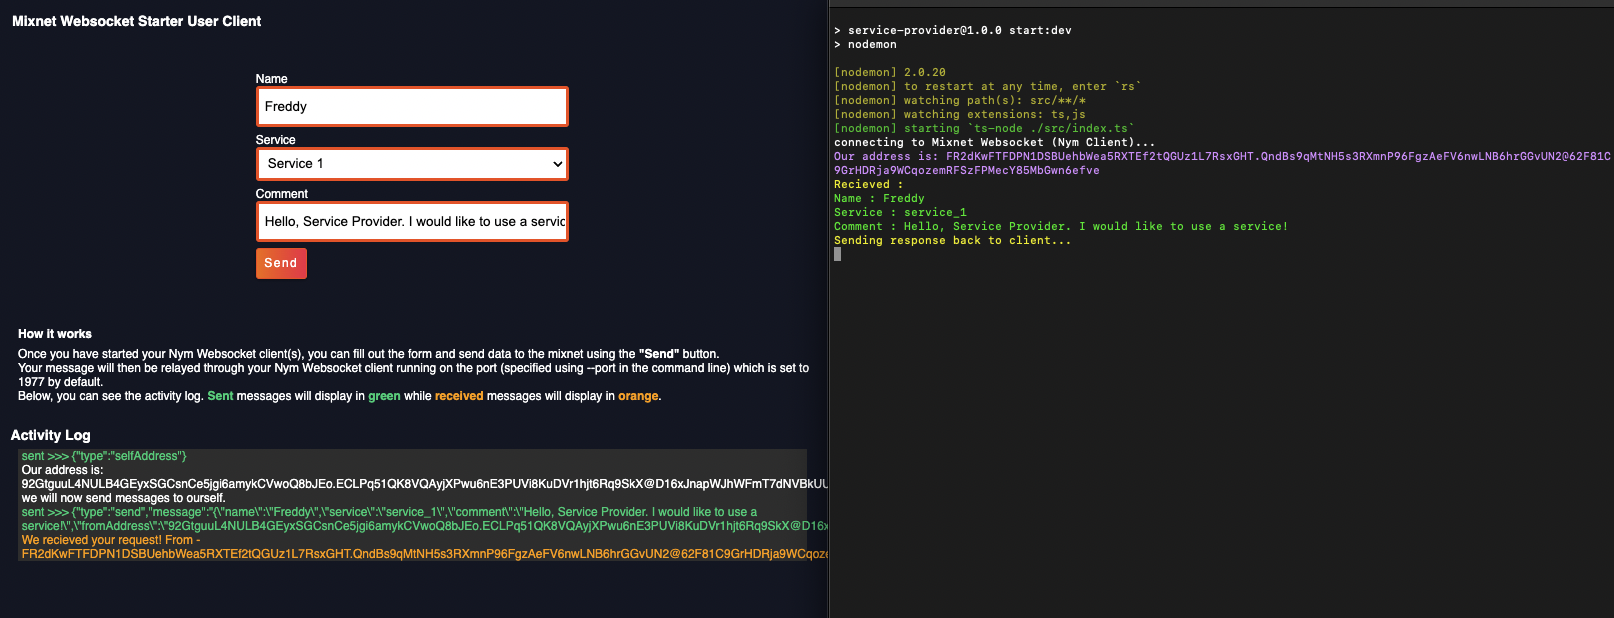 Mixnet Websocket Starter User Client
Name
Freddy
Service
Service 1
Comment
Hello, Service Provider. I would like to use a servic
Send
How it works
Once you have started your Nym Websocket client(s), you can fill out the form and send data to the mixnet using the "Send" button.
Your message will then be relayed through your Nym Websocket client running on the port (specified using --port in the command line) which is set to
1977 by default.
Below, you can see the activity log. Sent messages will display in green while received messages will display in orange.
Activity Log
sent >>> {"type":"selfAddress"}
Our address is:
92GtguuL4NULB4GEyxSGCsnCe5jgi6amykCVwoQ8bJEo.ECLPq51QK8VQAyjXPwu6nE3PUVi8KuDVr1hjt6Rq9SkX@D16xJnapWJhWFmT7dNVBkUU
we will now send messages to ourself.
sent >>> {"type":"send","message":"{\"name\":\"Freddy\",\"service\":\"service_1\",\"comment\":\"Hello, Service Provider. I would like to use a
service!\",\"fromAddress\":\"92GtguuL4NULB4GEyxSGCsnCe5jgi6amykCVwoQ8bJEo.ECLPq51QK8VQAyjXPwu6nE3PUVi8KuDVr1hjt6Rq9SkX@D16x
We recieved your request! From -
FR2dKwFTFDPN1DSBUehbWea5RXTEf2tQGUz1L7RsxGHT.QndBs9qMtNH5s3RXmnP96FgzAeFV6nwLNB6hrGGvUN2@62F81C9GrHDRja9WCqoze
> service-provider@1.0.0 start:dev
> nodemon
[nodemon] 2.0.20
[nodemon] to restart at any time, enter `rs`
[nodemon] watching path(s): src/**/*
[nodemon] watching extensions: ts,js
[nodemon] starting `ts-node ./src/index.ts`
connecting to Mixnet Websocket (Nym Client)...
Our address is: FR2dKwFTFDPN1DSBUehbWea5RXTEf2tQGUz1L7RsxGHT.QndBs9qMtNH5s3RXmnP96FgzAeFV6nwLNB6hrGGvUN2@62F81C
9GrHDRja9WCqozemRFSzFPMecY85MbGwn6efve
Recieved :
Name : Freddy
Service : service_1
Comment : Hello, Service Provider. I would like to use a service!
Sending response back to client...